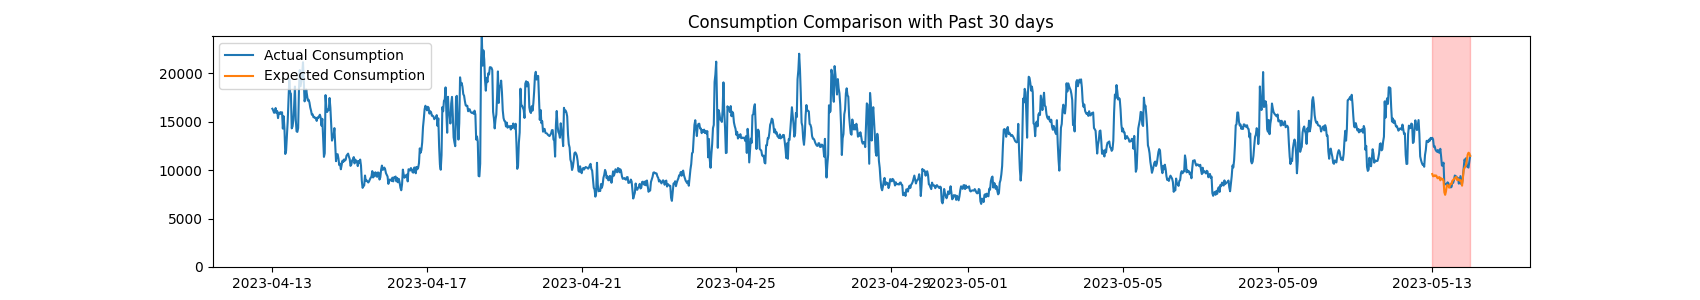 Consumption Comparison with Past 30 days
Actual Consumption
Expected Consumption
20000
15000
10000
5000
0
2023-04-13 2023-04-17 2023-04-21 2023-04-25 2023-04-29 2023-05-01 2023-05-05 2023-05-09 2023-05-13